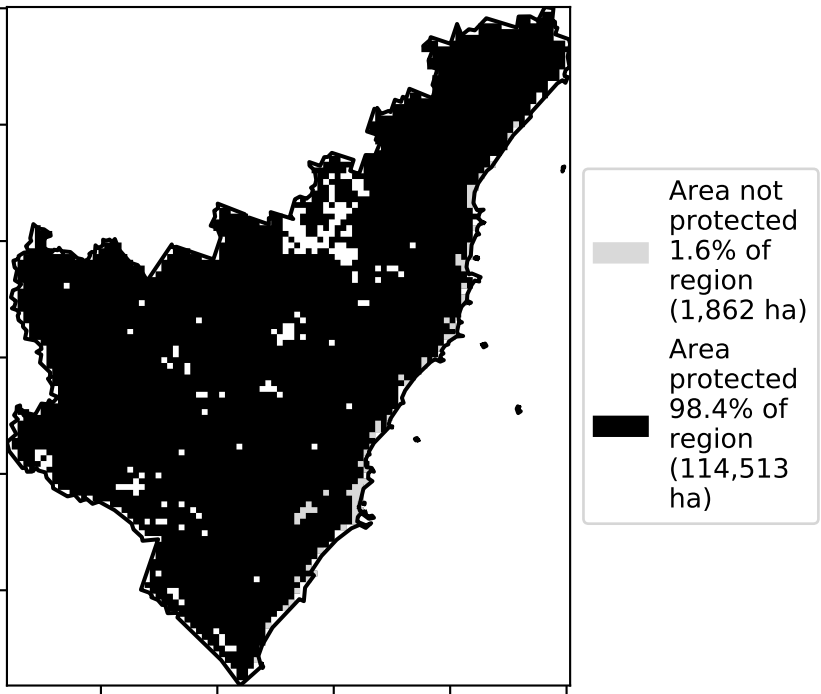 Area not
protected
1.6% of
region
(1,862 ha)
Area
protected
98.4% of
region
(114,513
ha)